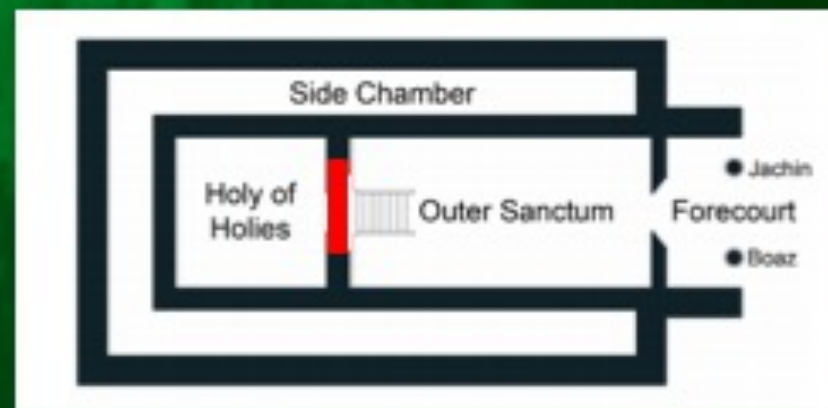 Side Chamber
Holy of
Holies
Outer Sanctum
Forecourt
Jachin
Boaz